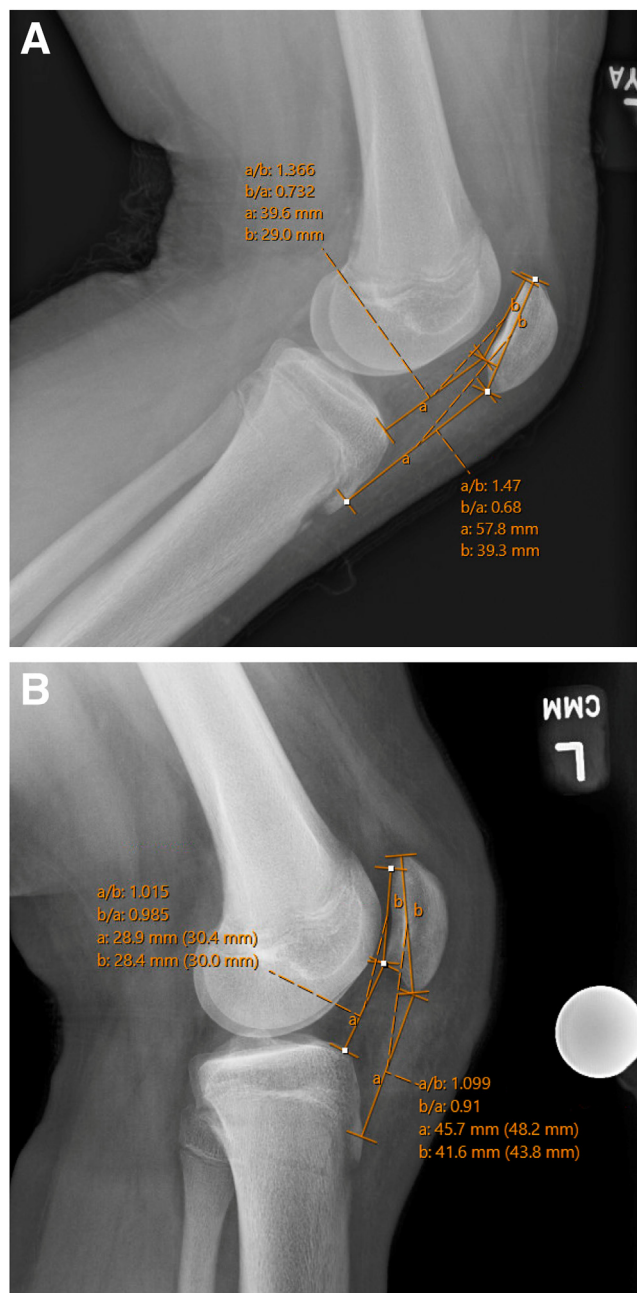 A
a/b: 1.366
b/a: 0.732
a: 39.6 mm
b: 29.0 mm
b
b
a
a
a/b: 1.47
b/a: 0.68
a: 57.8 mm
b: 39.3 mm
B
CMM
L
a/b: 1.015
b/a: 0.985
a: 28.9 mm (30.4 mm)
b: 28.4 mm (30.0 mm)
b
b
a
a
a/b: 1.099
b/a: 0.91
a: 45.7 mm (48.2 mm)
b: 41.6 mm (43.8 mm)